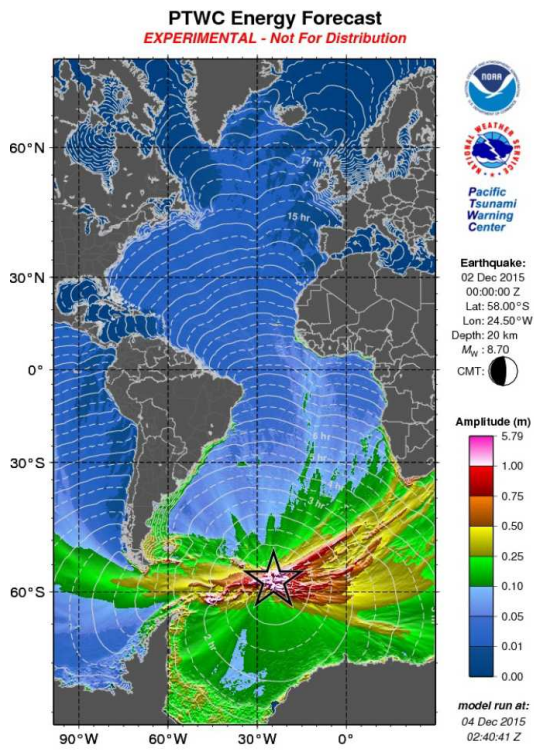 PTWC Energy Forecast
EXPERIMENTAL - Not For Distribution
NOAA
NATIONAL WEATHER SERVICE
Pacific
Tsunami
Warning
Center
Earthquake:
02 Dec 2015
00:00:00 Z
Lat: 58.00°S
Lon: 24.50°W
Depth: 20 km
MW : 8.70
CMT:
Amplitude (m)
5.79
1.00
0.75
0.50
0.25
0.10
0.05
0.01
0.00
model run at:
04 Dec 2015
02:40:41 Z
60°N
30°N
0°
30°S
60°S
17 hr
15 hr
3 hr
90°W
60°W
30°W
0°